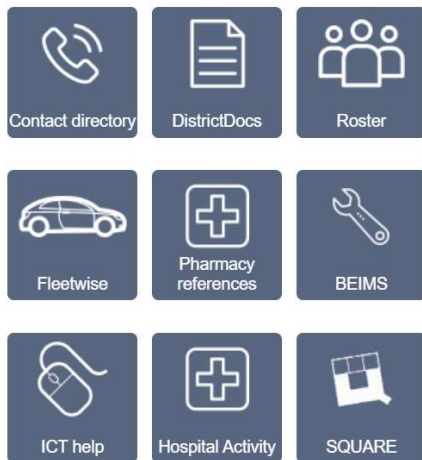 Contact directory
DistrictDocs
Roster
Fleetwise
Pharmacy
references
BEIMS
ICT help
Hospital Activity
SQUARE